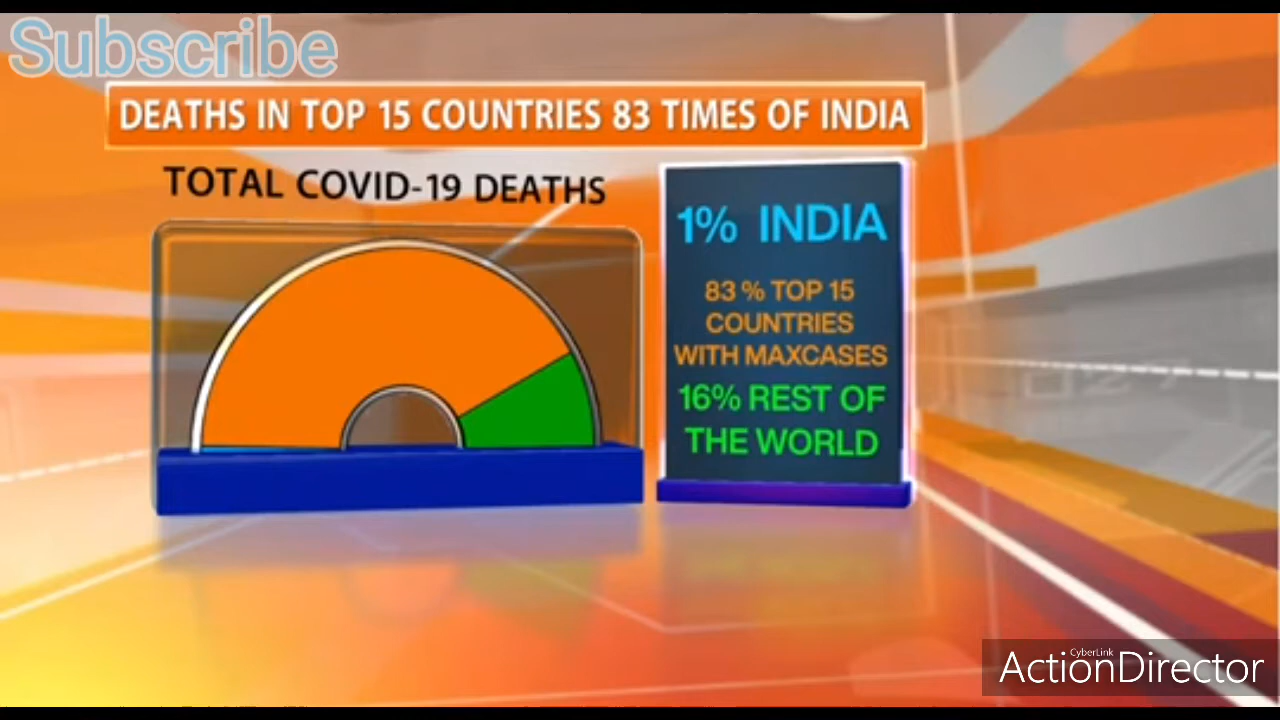 Subscribe
DEATHS IN TOP 15 COUNTRIES 83 TIMES OF INDIA
TOTAL COVID-19 DEATHS
1% INDIA
83 % TOP 15
COUNTRIES
WITH MAXCASES
16% REST OF
THE WORLD
CyberLink
ActionDirector